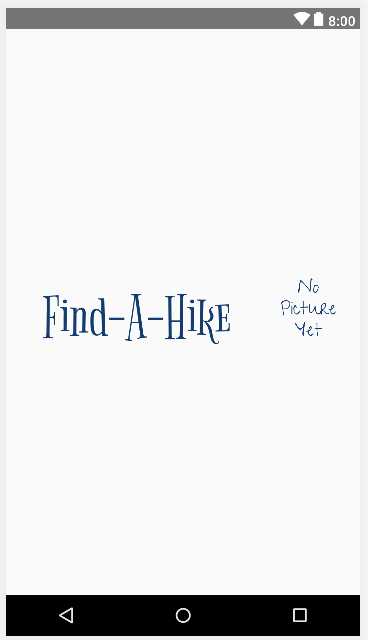 8:00
Find-A-Hike
No
Picture
Yet